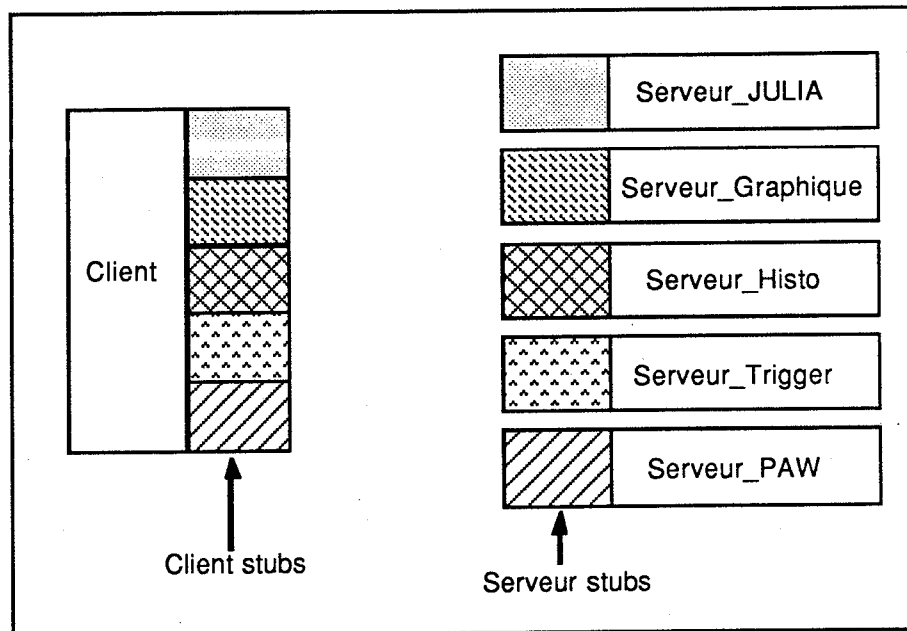 Client
Client stubs
Serveur_JULIA
Serveur_Graphique
Serveur_Histo
Serveur_Trigger
Serveur_PAW
Serveur stubs